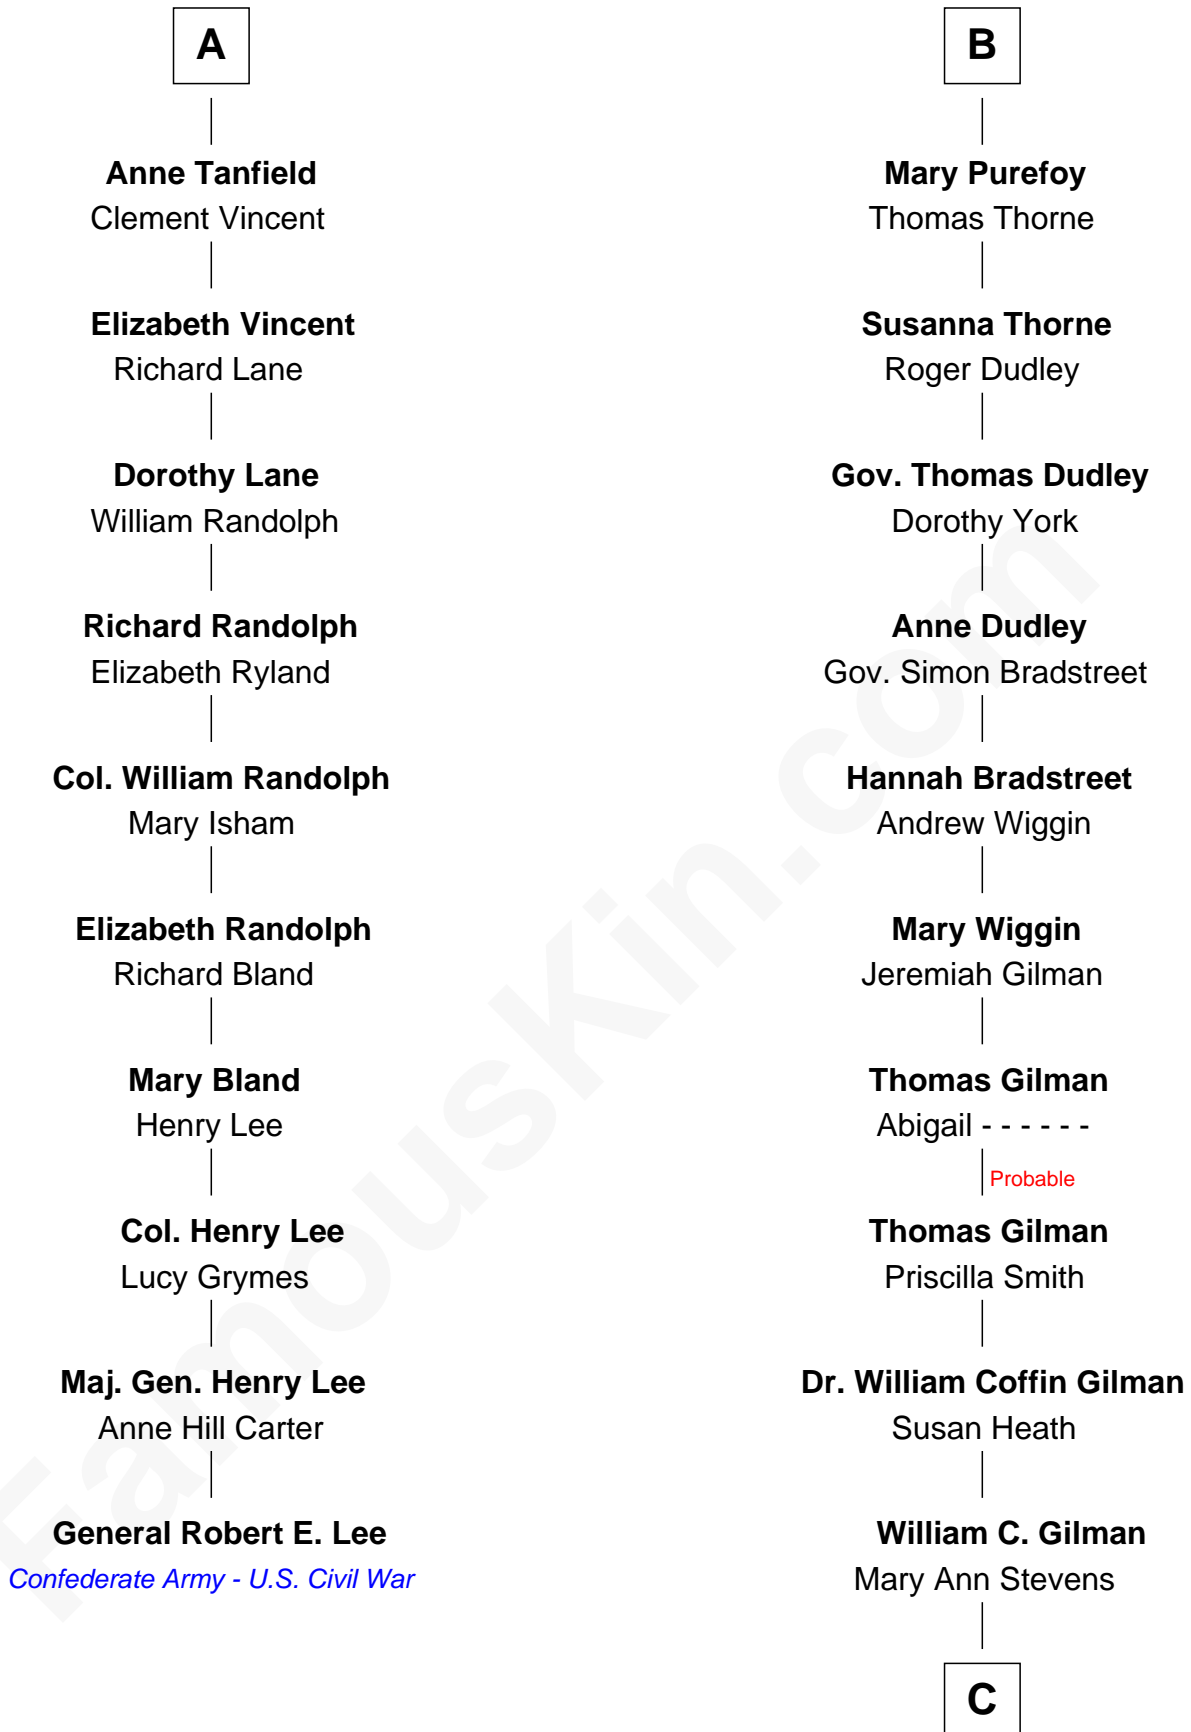 A
Anne Tanfield
Clement Vincent
Elizabeth Vincent
Richard Lane
Dorothy Lane
William Randolph
Richard Randolph
Elizabeth Ryland
Col. William Randolph
Mary Isham
Elizabeth Randolph
Richard Bland
Mary Bland
Henry Lee
Col. Henry Lee
Lucy Grymes
Maj. Gen. Henry Lee
Anne Hill Carter
General Robert E. Lee
Confederate Army - U.S. Civil War
B
Mary Purefoy
Thomas Thorne
Susanna Thorne
Roger Dudley
Gov. Thomas Dudley
Dorothy York
Anne Dudley
Gov. Simon Bradstreet
Hannah Bradstreet
Andrew Wiggin
Mary Wiggin
Jeremiah Gilman
Thomas Gilman
Abigail - - - - - -
Probable
Thomas Gilman
Priscilla Smith
Dr. William Coffin Gilman
Susan Heath
William C. Gilman
Mary Ann Stevens
C
FamousKin.com